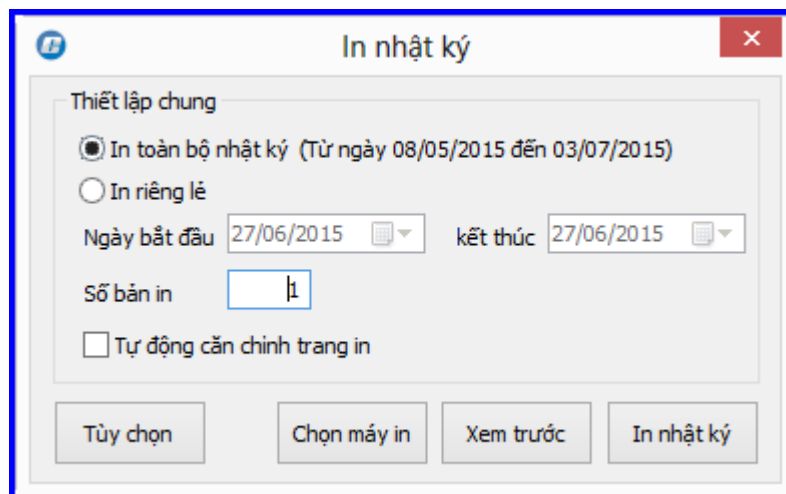 In nhật ký
Thiết lập chung
In toàn bộ nhật ký (Từ ngày 08/05/2015 đến 03/07/2015)
In riêng lẻ
Ngày bắt đầu 27/06/2015 kết thúc 27/06/2015
Số bản in 1
Tự động căn chỉnh trang in
Tùy chọn Chọn máy in Xem trước In nhật ký